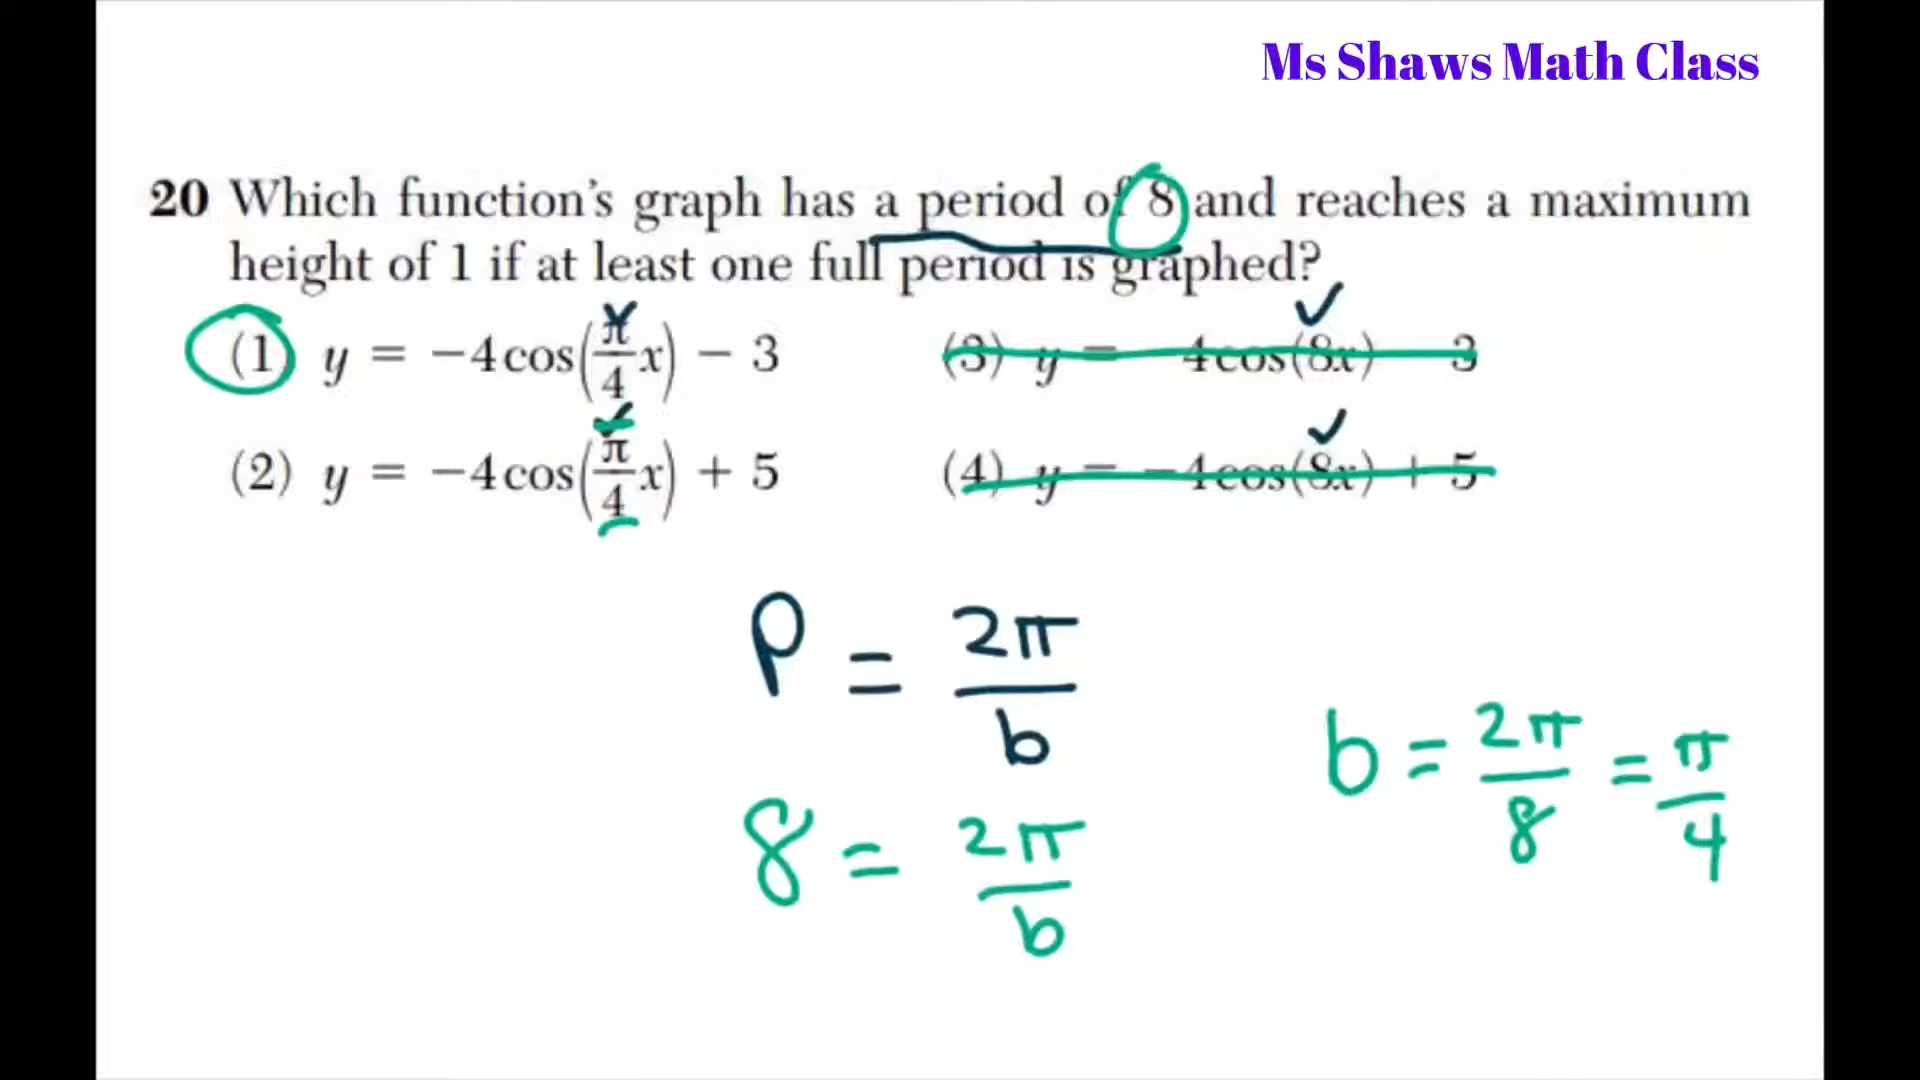 Ms Shaws Math Class
20 Which function's graph has a period of 8 and reaches a maximum
height of 1 if at least one full period is graphed?
(1) y = −4cos(π/4 x) − 3
(3) y = −4cos(8x) − 3
(2) y = −4cos(π/4 x) + 5
(4) y = −4cos(8x) + 5
P = 2π/b
b = 2π/8 = π/4
8 = 2π/b